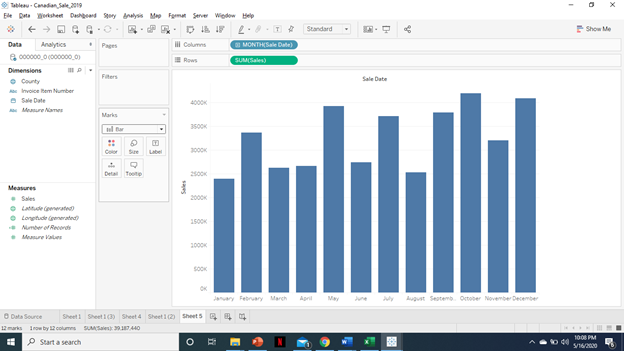 Tableau - Canadian_Sale_2019
File Data Worksheet Dashboard Story Analysis Map Format Server Window Help
Standard
Show Me
Data Analytics
000000_0 (000000_0)
Dimensions
County
Abc Invoice Item Number
Sale Date
Abc Measure Names
Measures
Sales
Latitude (generated)
Longitude (generated)
Number of Records
Measure Values
Pages
Filters
Marks
Bar
Color Size Label
Detail Tooltip
Columns MONTH(Sale Date)
Rows SUM(Sales)
Sale Date
Sales
4000K
3500K
3000K
2500K
2000K
1500K
1000K
500K
0K
January February March April May June July August Septemb.. October November December
Data Source Sheet 1 Sheet 1 (3) Sheet 4 Sheet 1 (2) Sheet 5
12 marks 1 row by 12 columns SUM(Sales): 39,187,440
Start a search
10:08 PM
5/16/2020